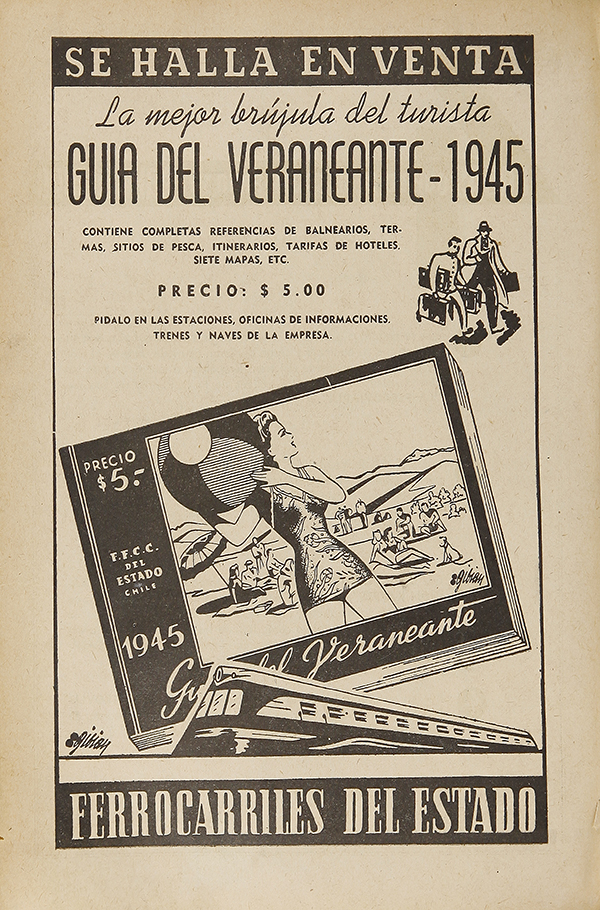 SE HALLA EN VENTA
La mejor brújula del turista
GUIA DEL VERANEANTE-1945
CONTIENE COMPLETAS REFERENCIAS DE BALNEARIOS, TER-
MAS, SITIOS DE PESCA, ITINERARIOS, TARIFAS DE HOTELES,
SIETE MAPAS, ETC.
PRECIO: $ 5.00
PIDALO EN LAS ESTACIONES, OFICINAS DE INFORMACIONES,
TRENES Y NAVES DE LA EMPRESA.
PRECIO
$5.-
F.F.C.C.
DEL
ESTADO
CHILE
1945
del Veraneante
FERROCARRILES DEL ESTADO